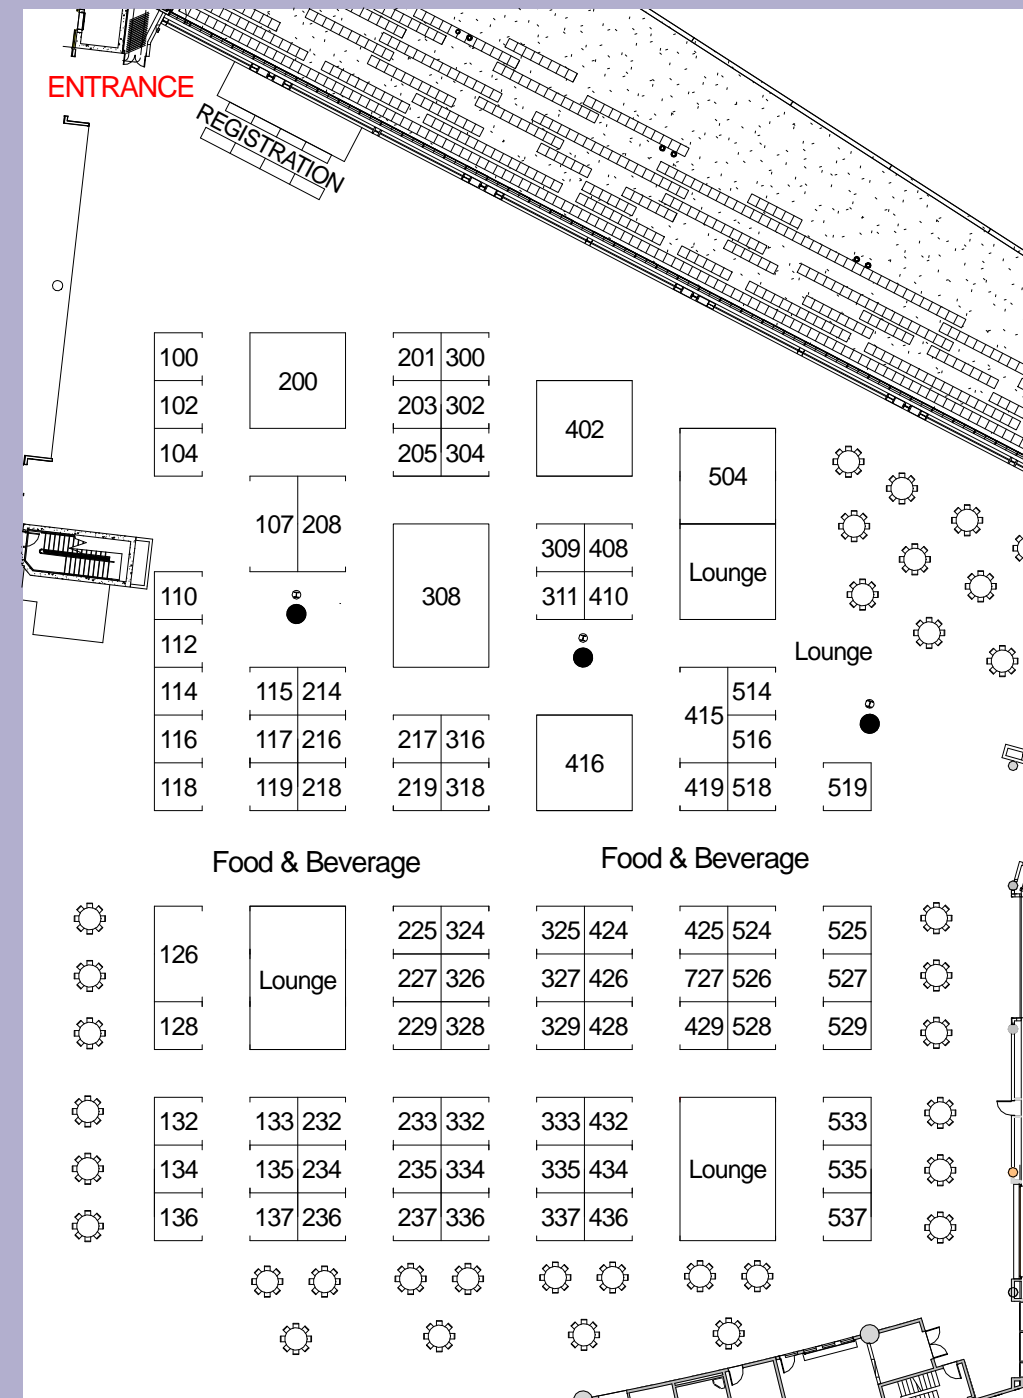 ENTRANCE
REGISTRATION
100 200 201 300
102 203 302 402
104 205 304 504
107 208 309 408 Lounge
110 308 311 410
112 Lounge
114 115 214 514
415
116 117 216 217 316 416 516
118 119 218 219 318 419 518 519
Food & Beverage Food & Beverage
126 225 324 325 424 425 524 525
Lounge 227 326 327 426 727 526 527
128 229 328 329 428 429 528 529
132 133 232 233 332 333 432 533
134 135 234 235 334 335 434 Lounge 535
136 137 236 237 336 337 436 537